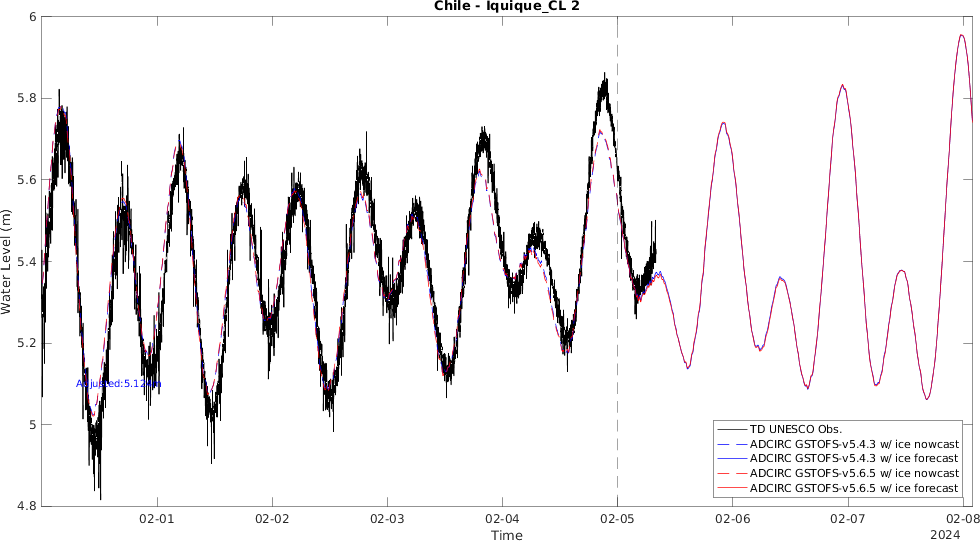 Chile - Iquique_CL 2
6
5.8
5.6
5.4
5.2
5
4.8
Water Level (m)
TD UNESCO Obs.
ADCIRC GSTOFS-v5.4.3 w/ ice nowcast
ADCIRC GSTOFS-v5.4.3 w/ ice forecast
ADCIRC GSTOFS-v5.6.5 w/ ice nowcast
ADCIRC GSTOFS-v5.6.5 w/ ice forecast
02-01 02-02 02-03 02-04 02-05 02-06 02-07 02-08
Time
2024